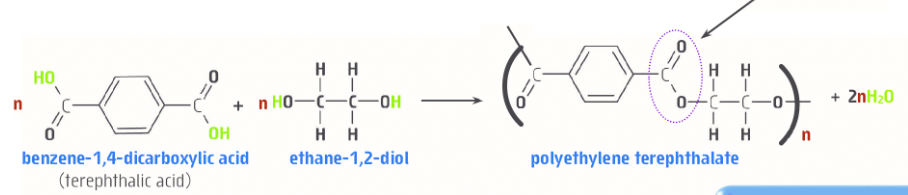 n HO O C C O OH + n HO H H C C H H OH ( O C C O O H H C C H H O ) n + 2nH₂O
benzene-1,4-dicarboxylic acid ethane-1,2-diol polyethylene terephthalate
(terephthalic acid)